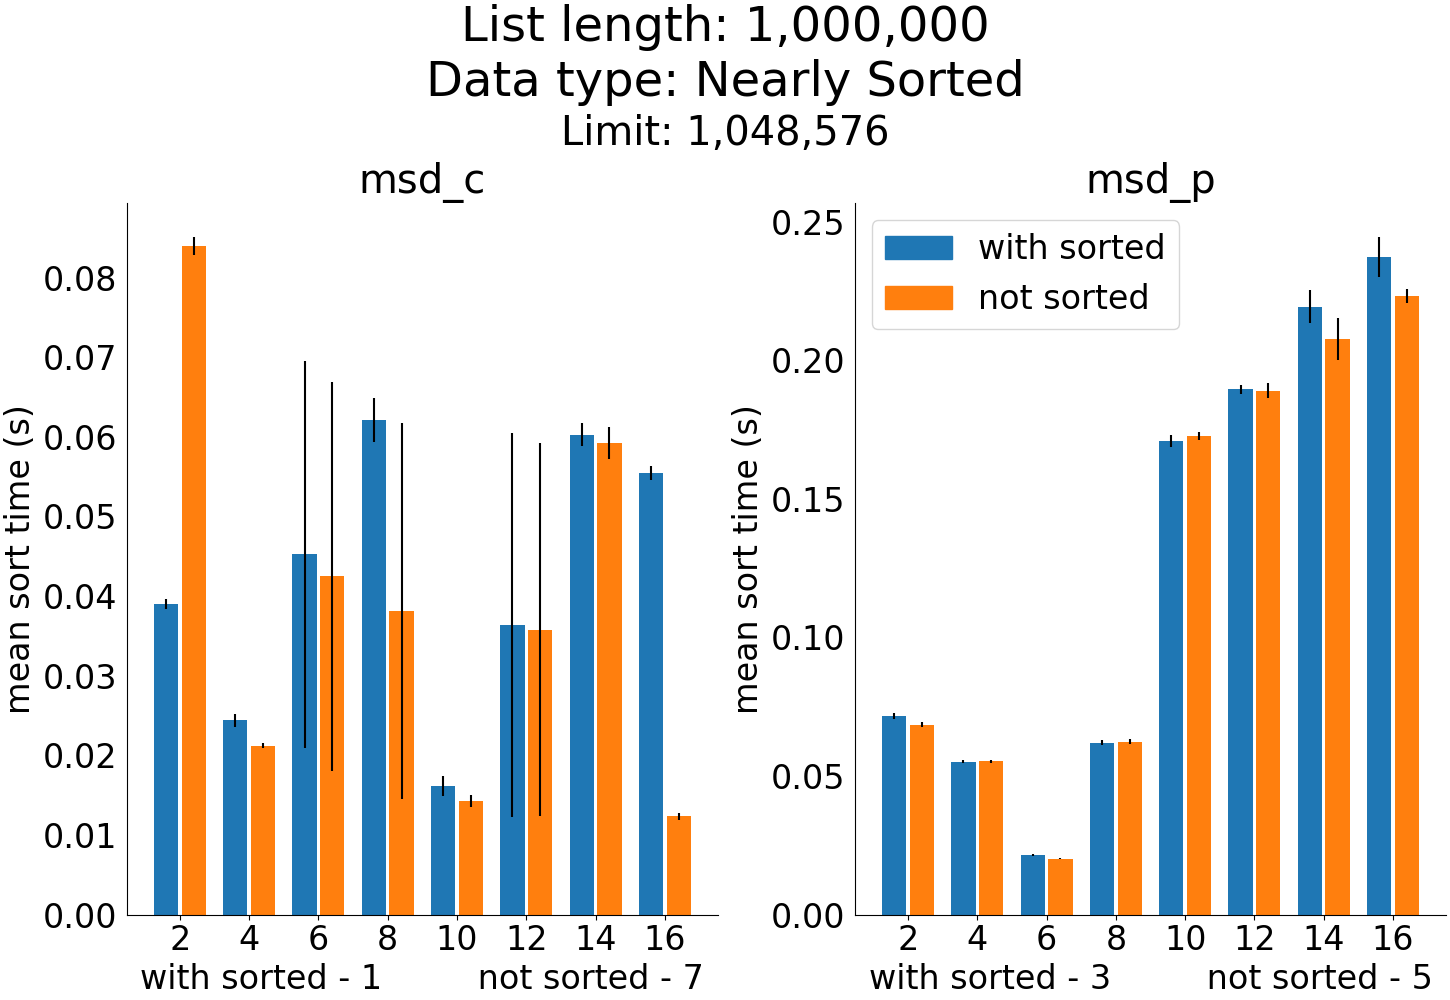 List length: 1,000,000
Data type: Nearly Sorted
Limit: 1,048,576
msd_c
mean sort time (s)
0.08
0.07
0.06
0.05
0.04
0.03
0.02
0.01
0.00
2 4 6 8 10 12 14 16
with sorted - 1 not sorted - 7
msd_p
with sorted
not sorted
mean sort time (s)
0.25
0.20
0.15
0.10
0.05
0.00
2 4 6 8 10 12 14 16
with sorted - 3 not sorted - 5